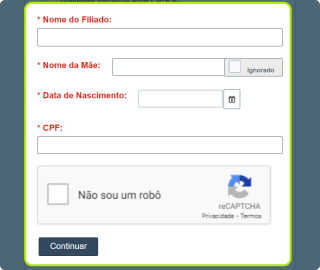 * Nome do Filiado:
* Nome da Mãe:
Ignorado
* Data de Nascimento:
* CPF:
Não sou um robô
reCAPTCHA
Privacidade - Termos
Continuar